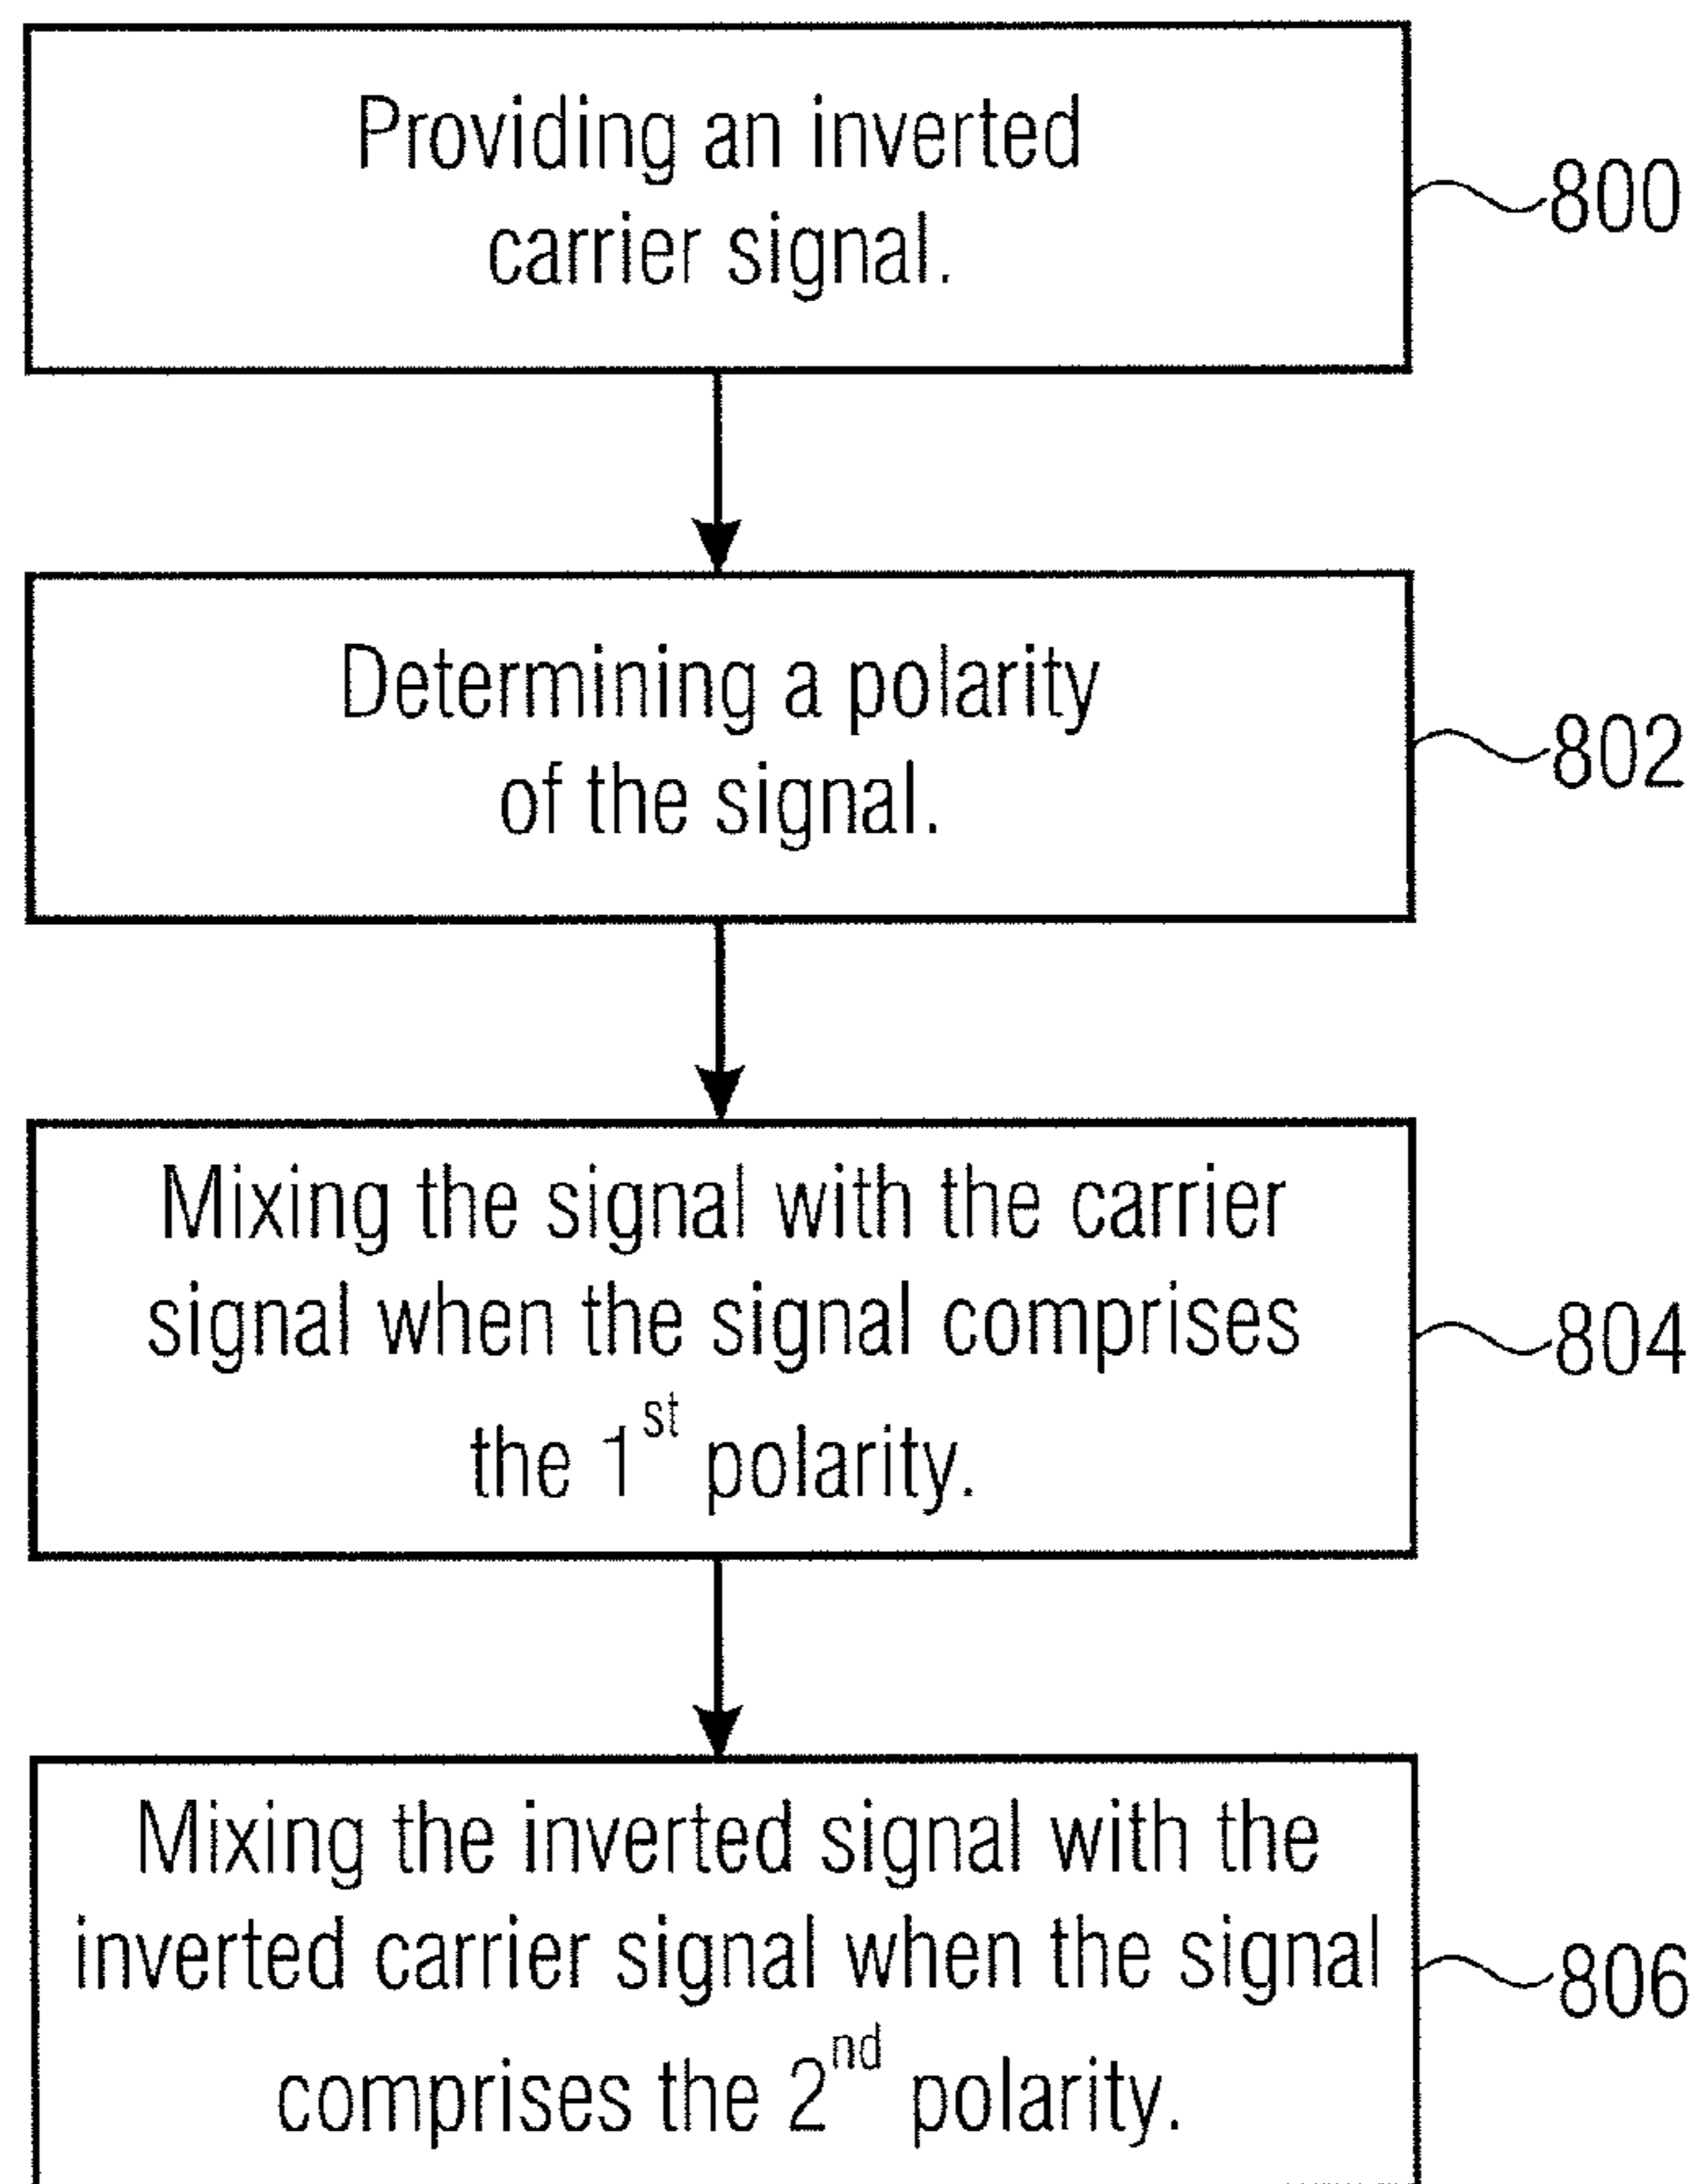 Providing an inverted
carrier signal.
800
Determining a polarity
of the signal.
802
Mixing the signal with the carrier
signal when the signal comprises
the 1st polarity.
804
Mixing the inverted signal with the
inverted carrier signal when the signal
comprises the 2nd polarity.
806